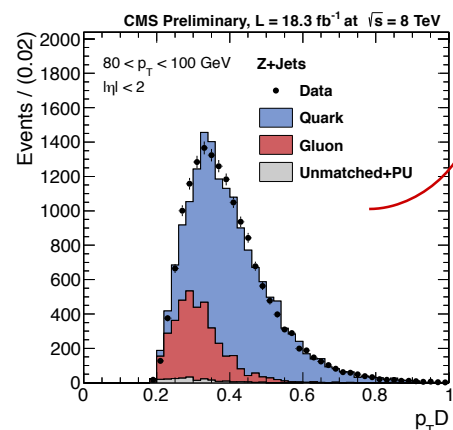 CMS Preliminary, L = 18.3 fb⁻¹ at √s = 8 TeV
Events / (0.02)
2000
1800
1600
1400
1200
1000
800
600
400
200
0
80 < p_T < 100 GeV
|η| < 2
Z+Jets
Data
Quark
Gluon
Unmatched+PU
0 0.2 0.4 0.6 0.8 1
p_TD